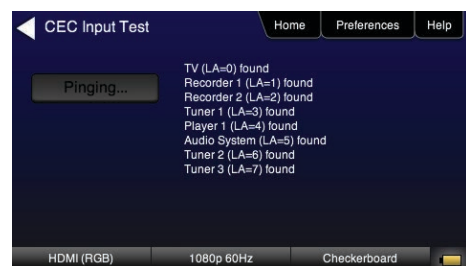 CEC Input Test
Home
Preferences
Help
Pinging...
TV (LA=0) found
Recorder 1 (LA=1) found
Recorder 2 (LA=2) found
Tuner 1 (LA=3) found
Player 1 (LA=4) found
Audio System (LA=5) found
Tuner 2 (LA=6) found
Tuner 3 (LA=7) found
HDMI (RGB)
1080p 60Hz
Checkerboard